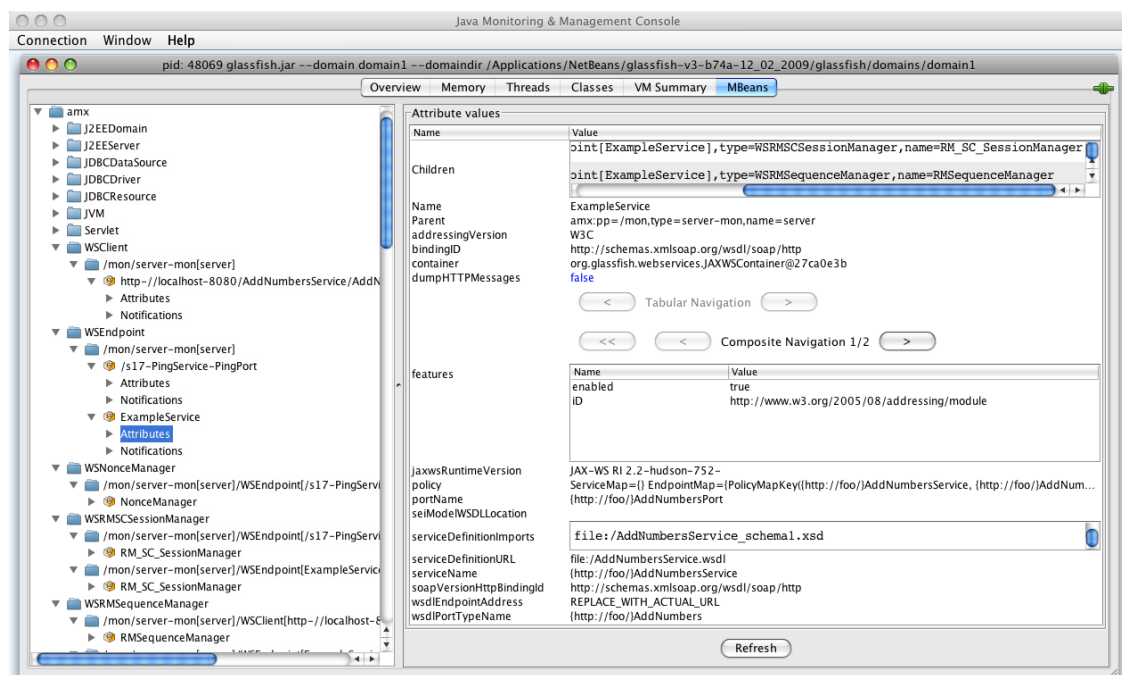 Java Monitoring & Management Console
Connection Window Help
pid: 48069 glassfish.jar --domain domain1 --domaindir /Applications/NetBeans/glassfish-v3-b74a-12_02_2009/glassfish/domains/domain1
Overview Memory Threads Classes VM Summary MBeans
amx
J2EEDomain
J2EEServer
JDBCDataSource
JDBCDriver
JDBCResource
JVM
Servlet
WSClient
/mon/server-mon[server]
http-//localhost-8080/AddNumbersService/AddN
Attributes
Notifications
WSEndpoint
/mon/server-mon[server]
/s17-PingService-PingPort
Attributes
Notifications
ExampleService
Attributes
Notifications
WSNonceManager
/mon/server-mon[server]/WSEndpoint[/s17-PingServi
NonceManager
WSRMSCSessionManager
/mon/server-mon[server]/WSEndpoint[/s17-PingServi
RM_SC_SessionManager
/mon/server-mon[server]/WSEndpoint[ExampleService
RM_SC_SessionManager
WSRMSequenceManager
/mon/server-mon[server]/WSClient[http-//localhost-8
RMSequenceManager
Attribute values
Name Value
Children
oint[ExampleService],type=WSRMSCSessionManager,name=RM_SC_SessionManager
oint[ExampleService],type=WSRMSequenceManager,name=RMSequenceManager
Name ExampleService
Parent amx:pp=/mon,type=server-mon,name=server
addressingVersion W3C
bindingID http://schemas.xmlsoap.org/wsdl/soap/http
container org.glassfish.webservices.JAXWSContainer@27ca0e3b
dumpHTTPMessages false
< Tabular Navigation >
<< < Composite Navigation 1/2 >
features
Name Value
enabled true
iD http://www.w3.org/2005/08/addressing/module
jaxwsRuntimeVersion JAX-WS RI 2.2-hudson-752-
policy ServiceMap={} EndpointMap={PolicyMapKey({http://foo/}AddNumbersService, {http://foo/}AddNum...
portName {http://foo/}AddNumbersPort
seiModelWSDLLocation
serviceDefinitionImports file:/AddNumbersService_schema1.xsd
serviceDefinitionURL file:/AddNumbersService.wsdl
serviceName {http://foo/}AddNumbersService
soapVersionHttpBindingId http://schemas.xmlsoap.org/wsdl/soap/http
wsdlEndpointAddress REPLACE_WITH_ACTUAL_URL
wsdlPortTypeName {http://foo/}AddNumbers
Refresh